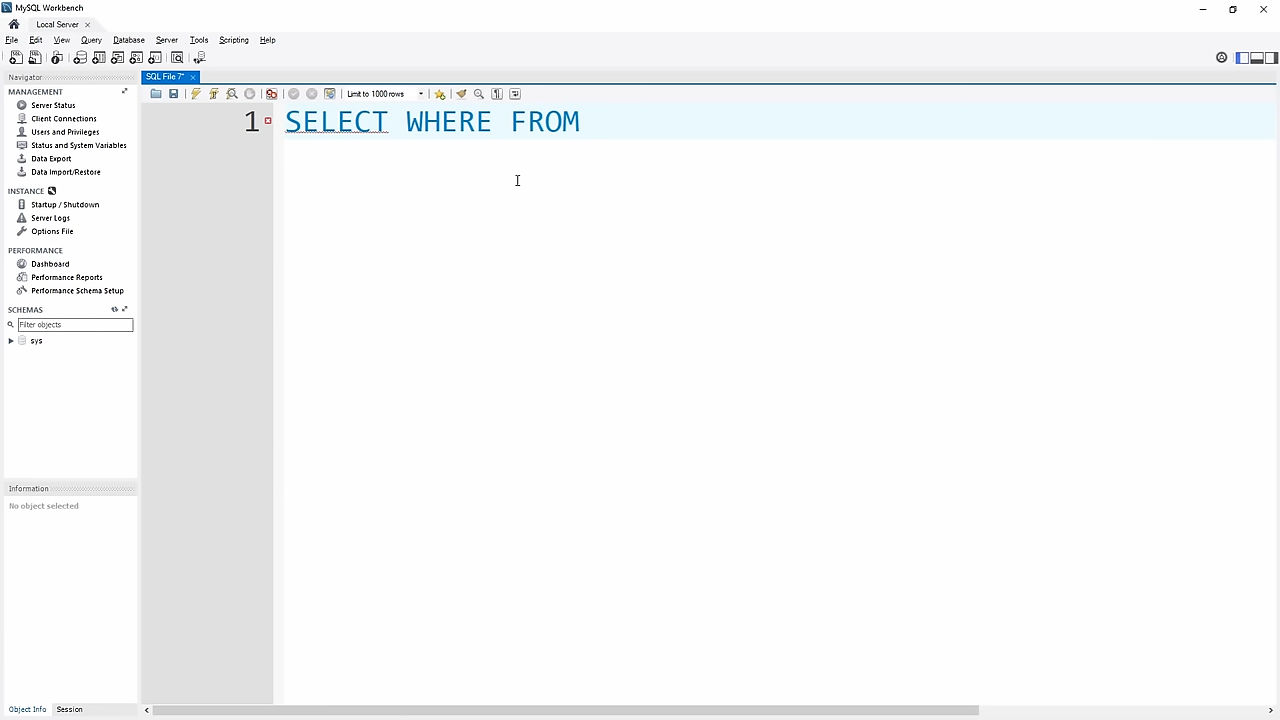 MySQL Workbench
Local Server
File Edit View Query Database Server Tools Scripting Help
Navigator
MANAGEMENT
Server Status
Client Connections
Users and Privileges
Status and System Variables
Data Export
Data Import/Restore
INSTANCE
Startup / Shutdown
Server Logs
Options File
PERFORMANCE
Dashboard
Performance Reports
Performance Schema Setup
SCHEMAS
Filter objects
sys
Information
No object selected
Object Info Session
SQL File 7*
Limit to 1000 rows
1 SELECT WHERE FROM